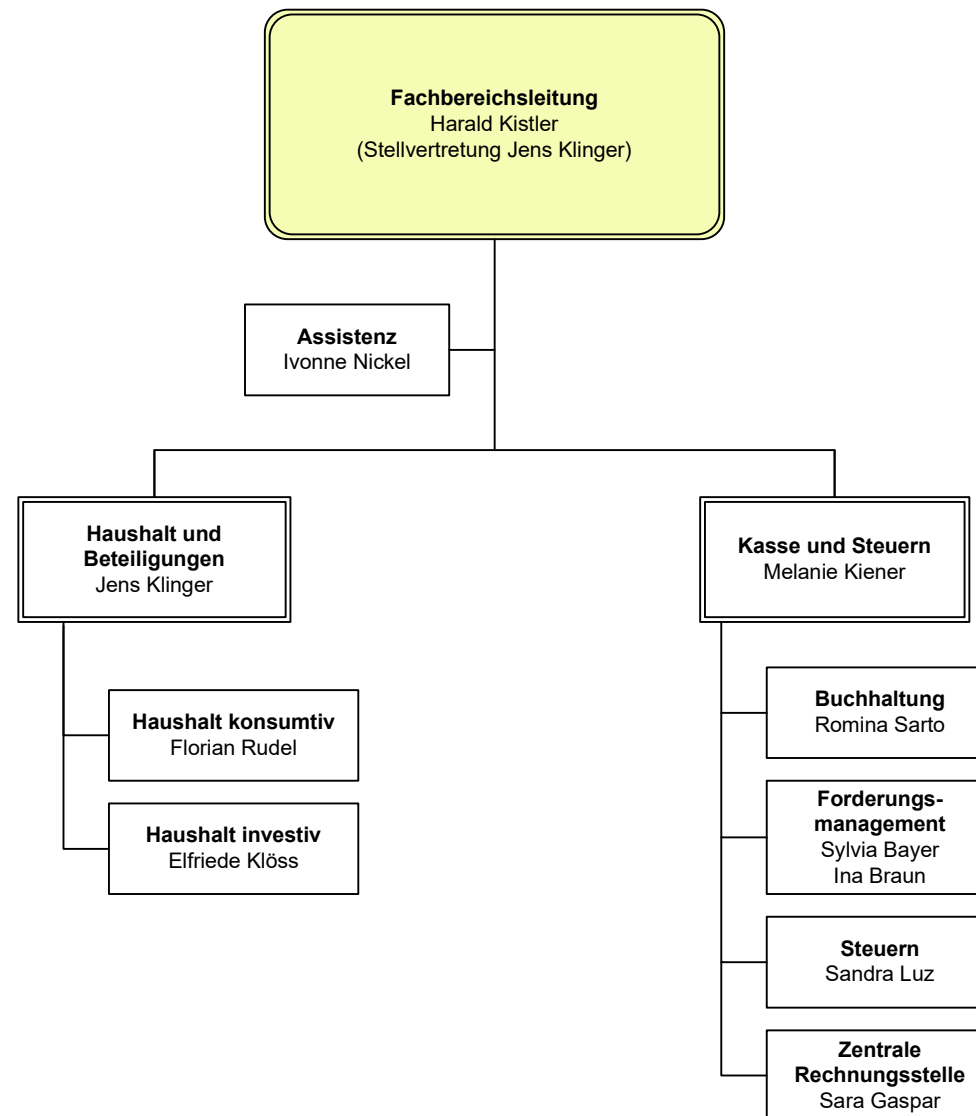 Fachbereichsleitung
Harald Kistler
(Stellvertretung Jens Klinger)
Assistenz
Ivonne Nickel
Haushalt und
Beteiligungen
Jens Klinger
Haushalt konsumtiv
Florian Rudel
Haushalt investiv
Elfriede Klöss
Kasse und Steuern
Melanie Kiener
Buchhaltung
Romina Sarto
Forderungs-
management
Sylvia Bayer
Ina Braun
Steuern
Sandra Luz
Zentrale
Rechnungsstelle
Sara Gaspar